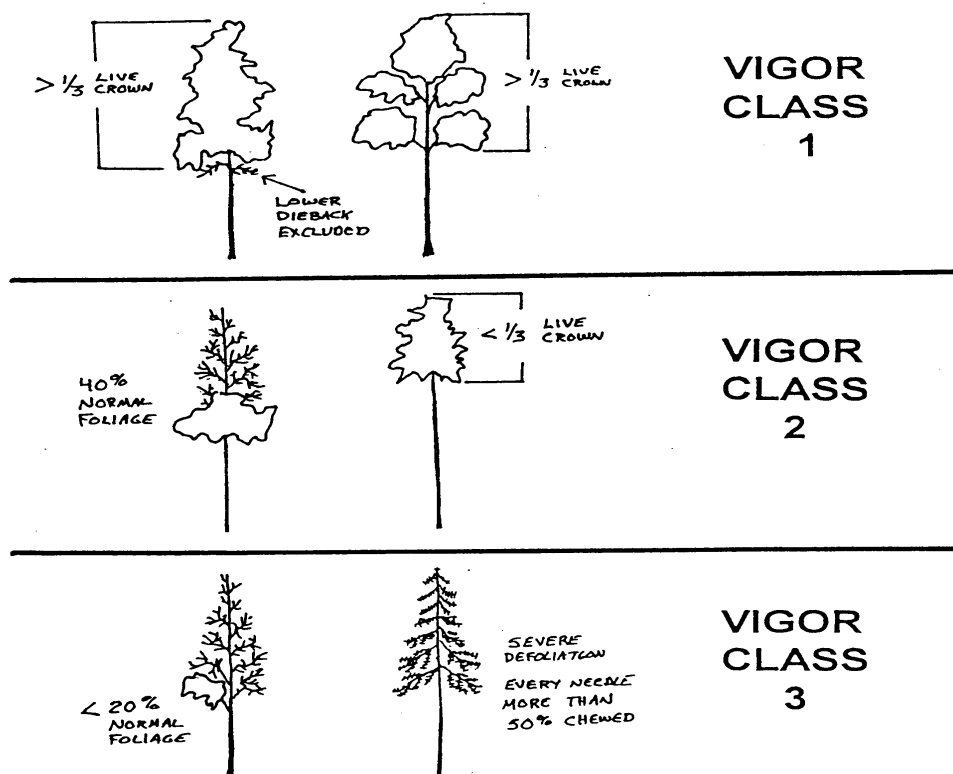 > 1/3 LIVE
CROWN
> 1/3 LIVE
CROWN
LOWER
DIEBACK
EXCLUDED
VIGOR
CLASS
1
40%
NORMAL
FOLIAGE
< 1/3 LIVE
CROWN
VIGOR
CLASS
2
< 20%
NORMAL
FOLIAGE
SEVERE
DEFOLIATION
EVERY NEEDLE
MORE THAN
50% CHEWED
VIGOR
CLASS
3